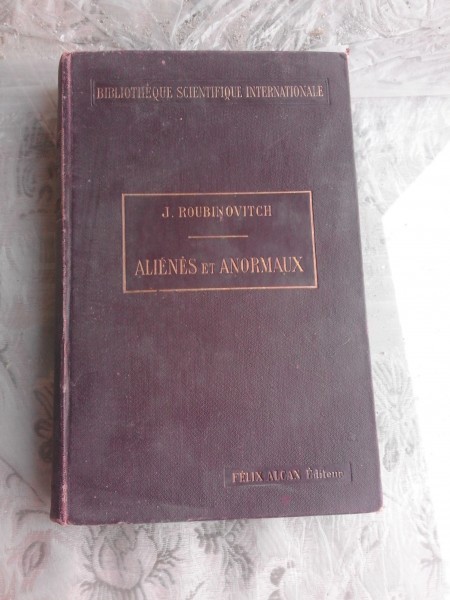 BIBLIOTHÈQUE SCIENTIFIQUE INTERNATIONALE
J. ROUBINOVITCH
ALIÉNÉS ET ANORMAUX
FÉLIX ALCAN Éditeur